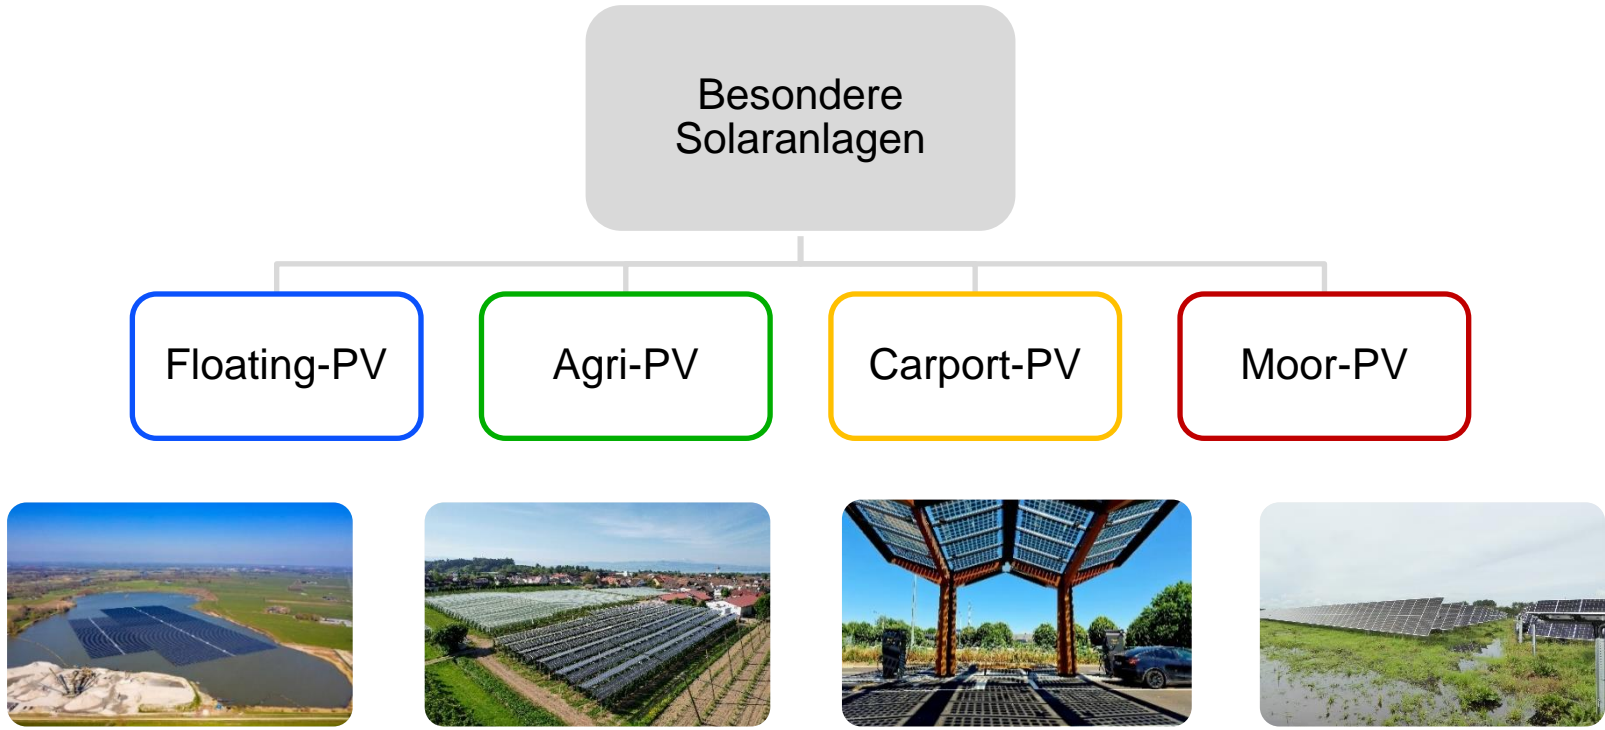 Besondere
Solaranlagen
Floating-PV
Agri-PV
Carport-PV
Moor-PV